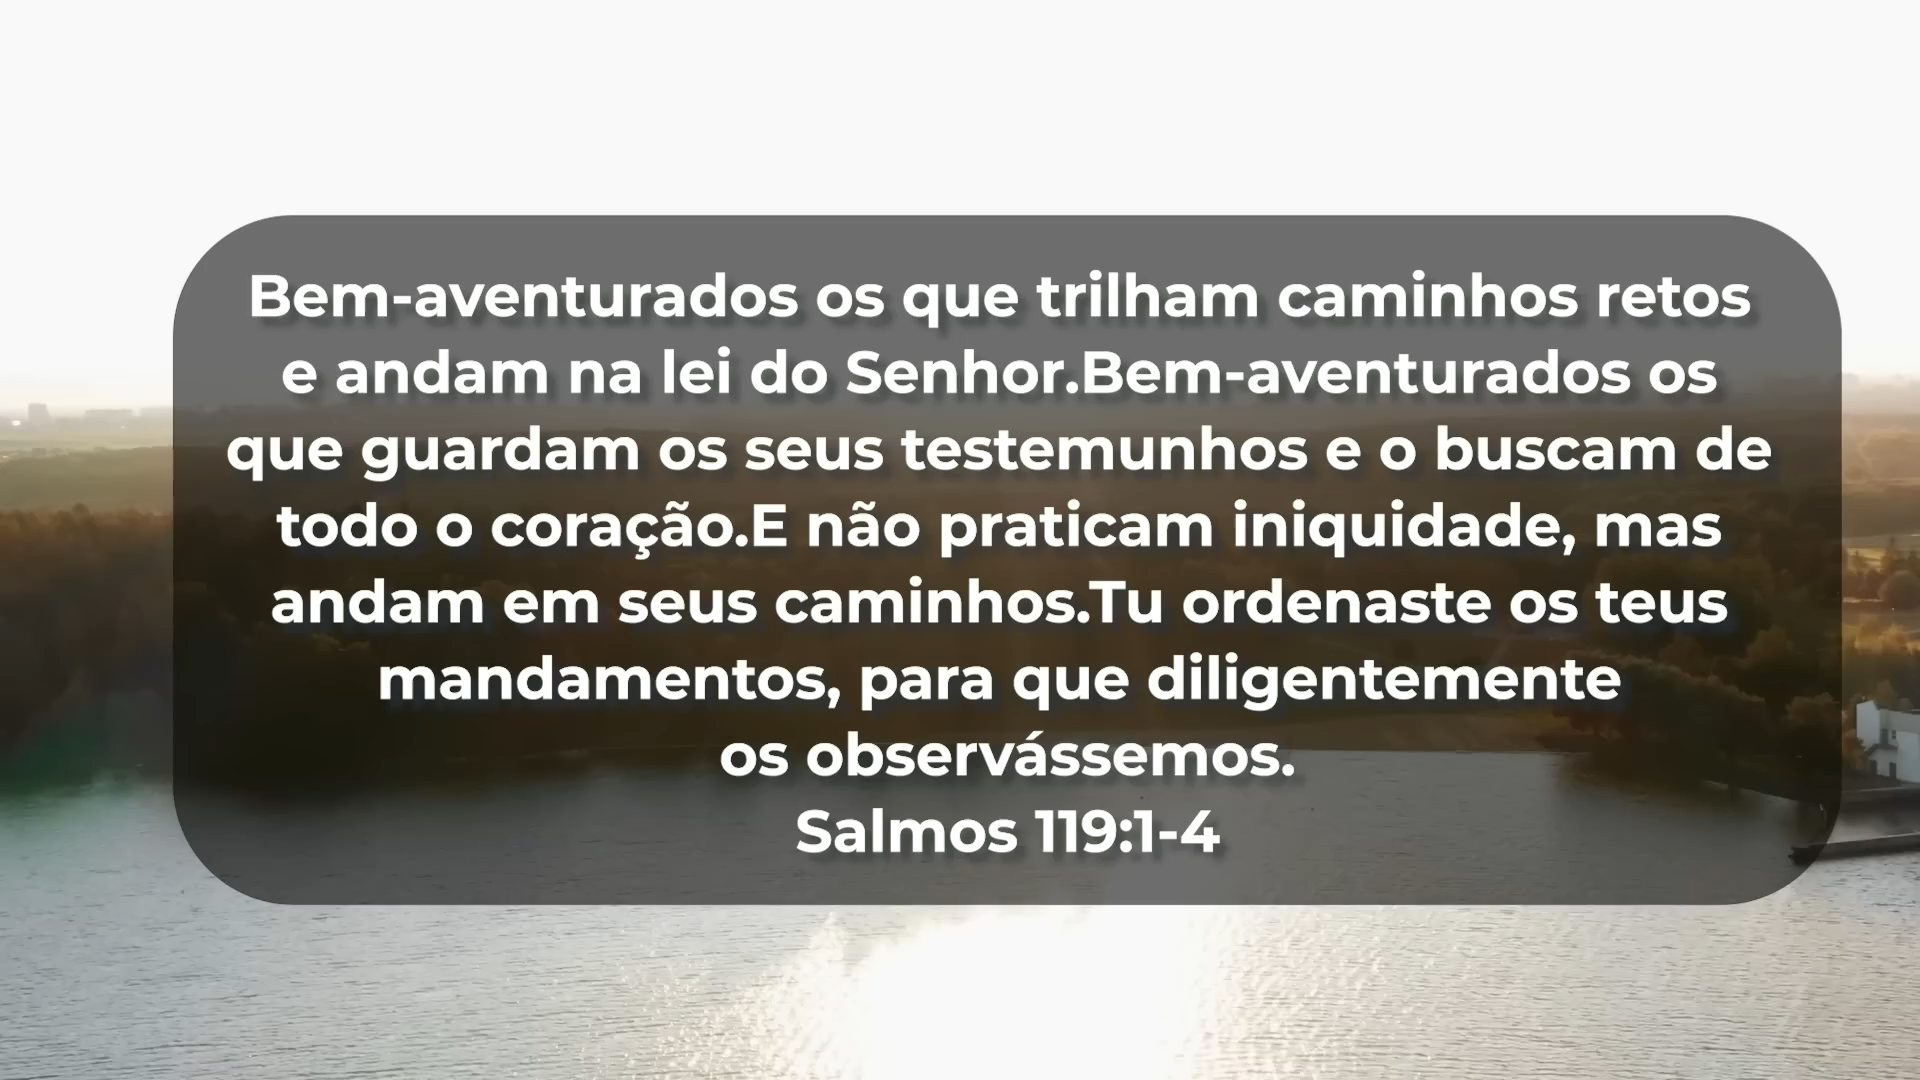 Bem-aventurados os que trilham caminhos retos
e andam na lei do Senhor.Bem-aventurados os
que guardam os seus testemunhos e o buscam de
todo o coração.E não praticam iniquidade, mas
andam em seus caminhos.Tu ordenaste os teus
mandamentos, para que diligentemente
os observássemos.
Salmos 119:1-4